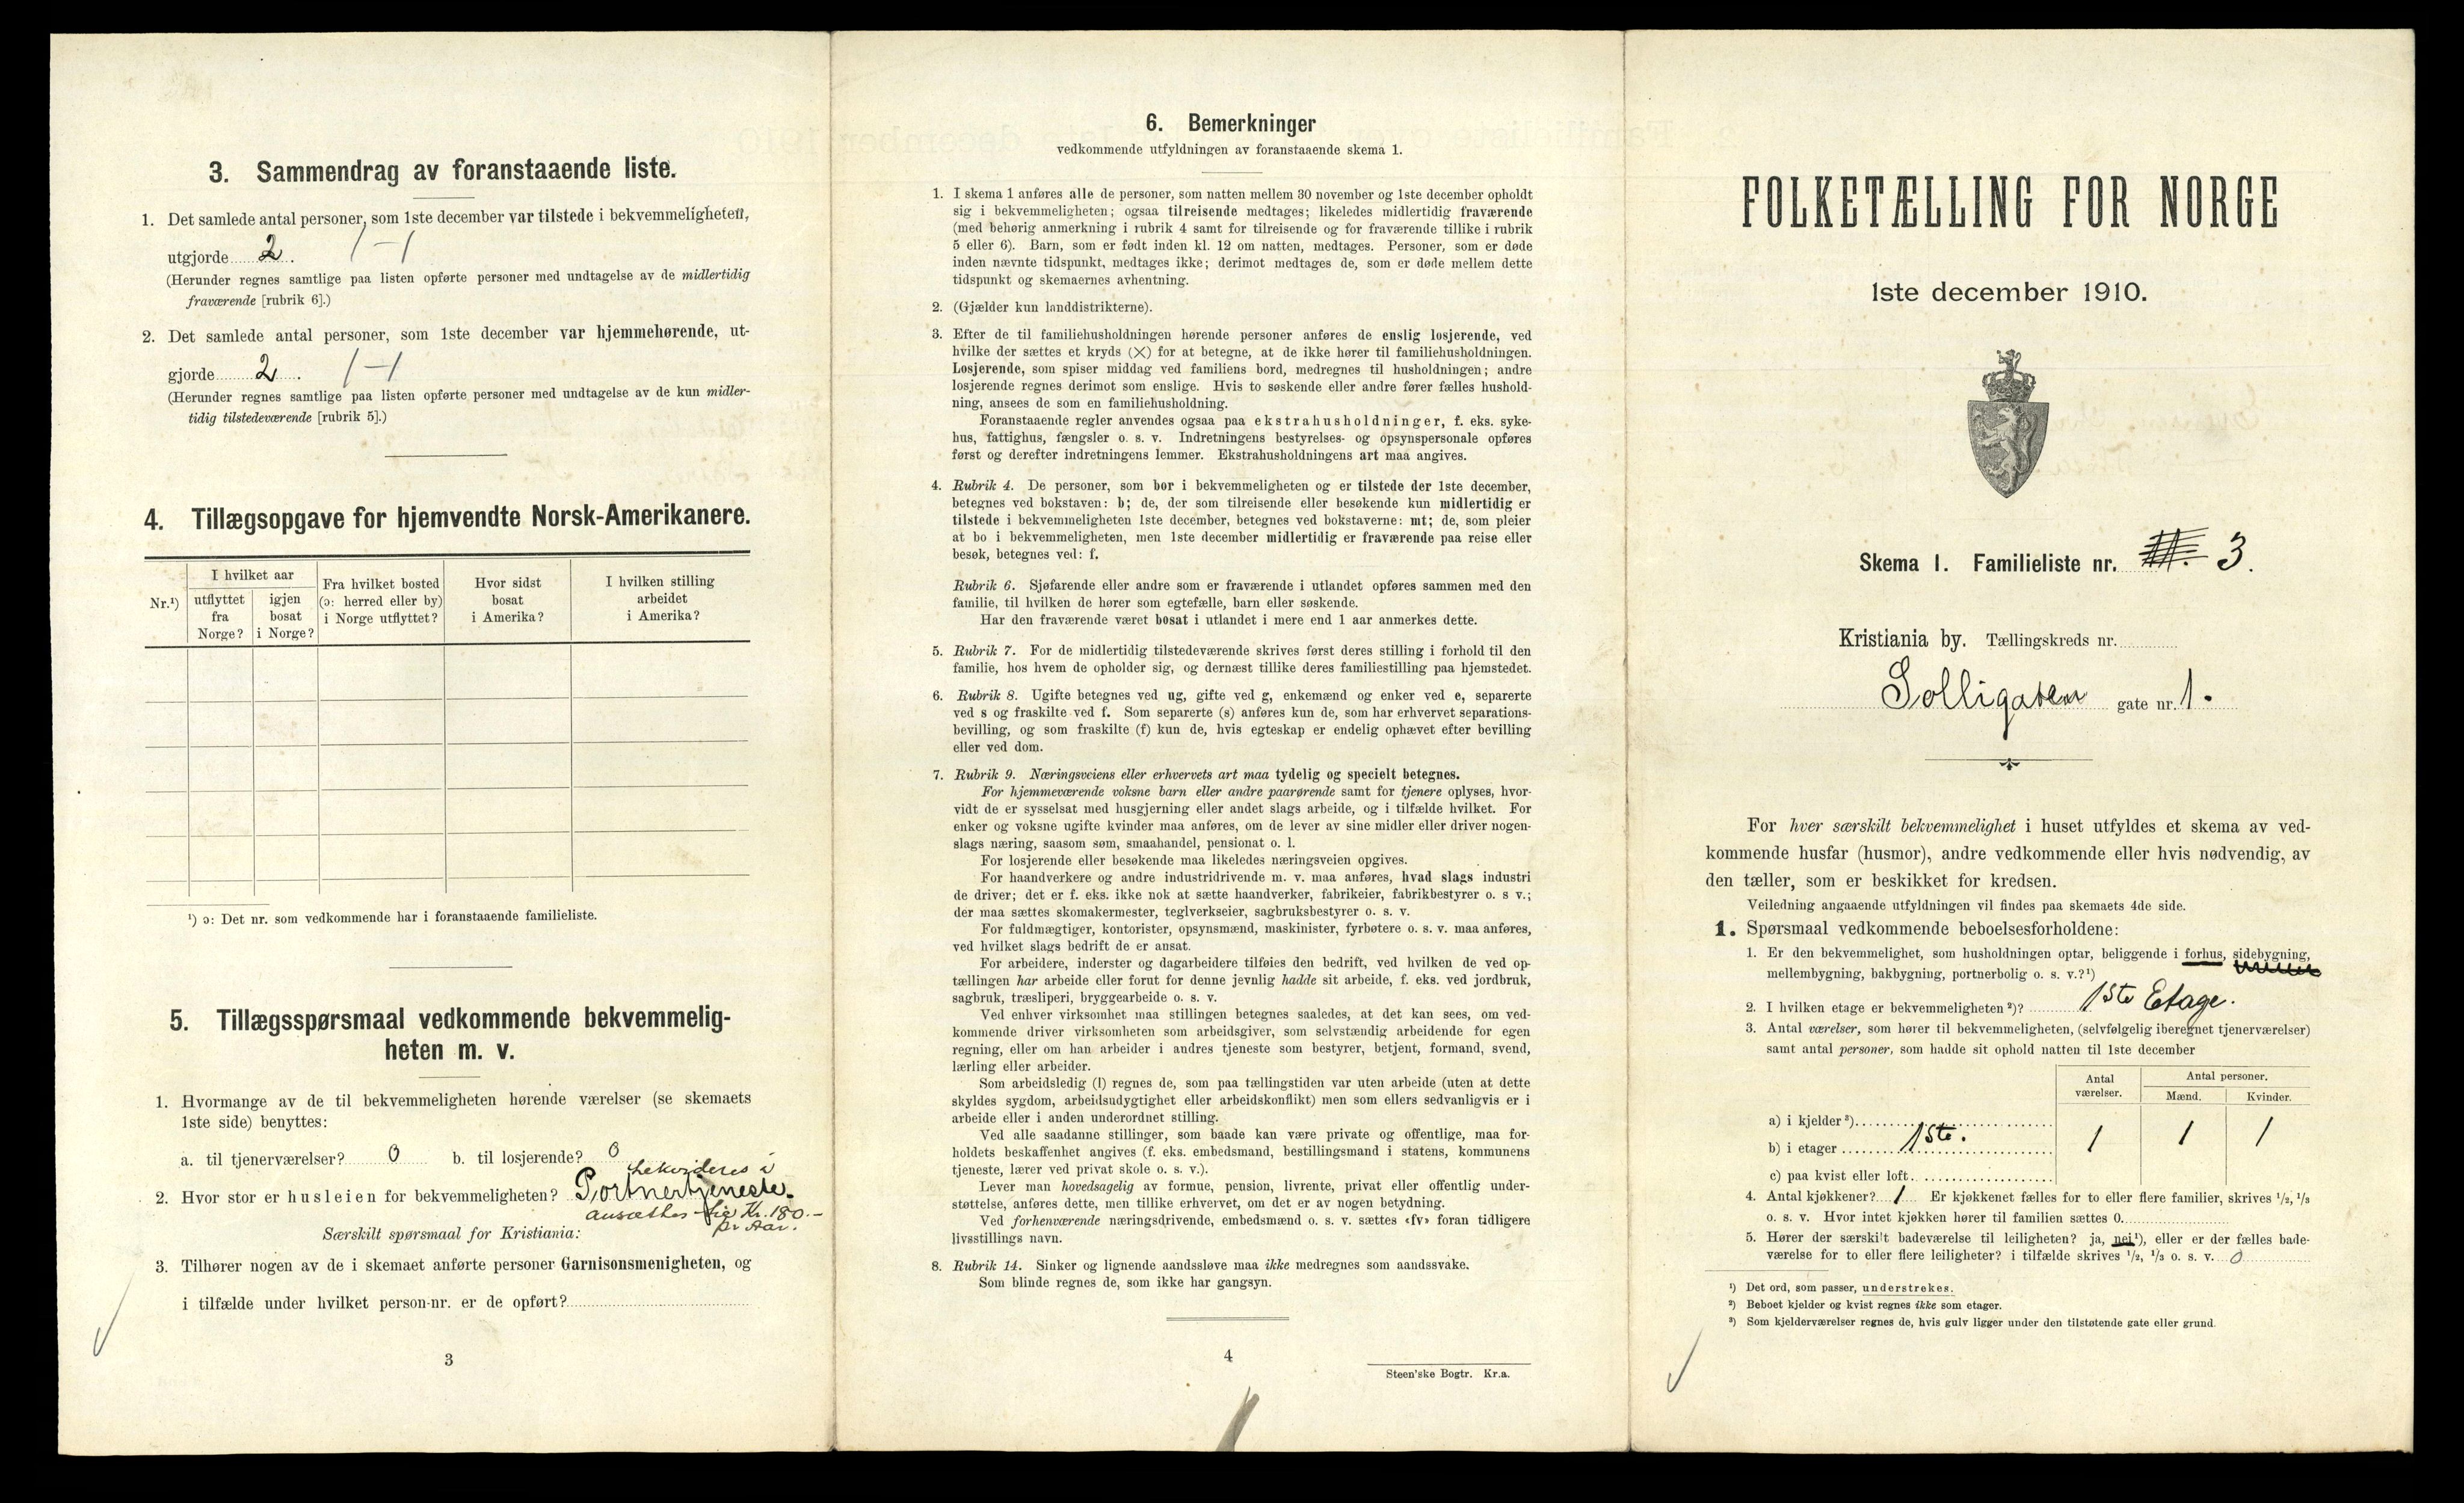 3. Sammendrag av foranstaaende liste.
1. Det samlede antal personer, som 1ste december var tilstede i bekvemmeligheten,
utgjorde 2. 1–1
(Herunder regnes samtlige paa listen opførte personer med undtagelse av de midlertidig
fraværende [rubrik 6].)
2. Det samlede antal personer, som 1ste december var hjemmehørende, ut-
gjorde 2. 1–1
(Herunder regnes samtlige paa listen opførte personer med undtagelse av de kun midler-
tidig tilstedeværende [rubrik 5].)
4. Tillægsopgave for hjemvendte Norsk-Amerikanere.
Nr.¹)
I hvilket aar
utflyttet
fra
Norge?
igjen
bosat
i Norge?
Fra hvilket bosted
(ɔ: herred eller by)
i Norge utflyttet?
Hvor sidst
bosat
i Amerika?
I hvilken stilling
arbeidet
i Amerika?
¹) ɔ: Det nr. som vedkommende har i foranstaaende familieliste.
5. Tillægsspørsmaal vedkommende bekvemmelig-
heten m. v.
1. Hvormange av de til bekvemmeligheten hørende værelser (se skemaets
1ste side) benyttes:
a. til tjenerværelser? 0 b. til losjerende? 0
2. Hvor stor er husleien for bekvemmeligheten? Portnertjeneste.
ansættes Kr. 180.–
pr Aar.
Særskilt spørsmaal for Kristiania:
3. Tilhører nogen av de i skemaet anførte personer Garnisonsmenigheten, og
i tilfælde under hvilket person-nr. er de opført?
3
6. Bemerkninger
vedkommende utfyldningen av foranstaaende skema 1.
1. I skema 1 anføres alle de personer, som natten mellem 30 november og 1ste december opholdt
sig i bekvemmeligheten; ogsaa tilreisende medtages; likeledes midlertidig fraværende
(med behørig anmerkning i rubrik 4 samt for tilreisende og for fraværende tillike i rubrik
5 eller 6). Barn, som er født inden kl. 12 om natten, medtages. Personer, som er døde
inden nævnte tidspunkt, medtages ikke; derimot medtages de, som er døde mellem dette
tidspunkt og skemaernes avhentning.
2. (Gjælder kun landdistrikterne).
3. Efter de til familiehusholdningen hørende personer anføres de enslig losjerende, ved
hvilke der sættes et kryds (×) for at betegne, at de ikke hører til familiehusholdningen.
Losjerende, som spiser middag ved familiens bord, medregnes til husholdningen; andre
losjerende regnes derimot som enslige. Hvis to søskende eller andre fører fælles hushold-
ning, ansees de som en familiehusholdning.
Foranstaaende regler anvendes ogsaa paa ekstrahusholdninger, f. eks. syke-
hus, fattighus, fængsler o. s. v. Indretningens bestyrelses- og opsynspersonale opføres
først og derefter indretningens lemmer. Ekstrahusholdningens art maa angives.
4. Rubrik 4. De personer, som bor i bekvemmeligheten og er tilstede der 1ste december,
betegnes ved bokstaven: b; de, der som tilreisende eller besøkende kun midlertidig er
tilstede i bekvemmeligheten 1ste december, betegnes ved bokstaverne: mt; de, som pleier
at bo i bekvemmeligheten, men 1ste december midlertidig er fraværende paa reise eller
besøk, betegnes ved: f.
Rubrik 6. Sjøfarende eller andre som er fraværende i utlandet opføres sammen med den
familie, til hvilken de hører som egtefælle, barn eller søskende.
Har den fraværende været bosat i utlandet i mere end 1 aar anmerkes dette.
5. Rubrik 7. For de midlertidig tilstedeværende skrives først deres stilling i forhold til den
familie, hos hvem de opholder sig, og dernæst tillike deres familiestilling paa hjemstedet.
6. Rubrik 8. Ugifte betegnes ved ug, gifte ved g, enkemænd og enker ved e, separerte
ved s og fraskilte ved f. Som separerte (s) anføres kun de, som har erhvervet separations-
bevilling, og som fraskilte (f) kun de, hvis egteskap er endelig ophævet efter bevilling
eller ved dom.
7. Rubrik 9. Næringsveiens eller erhvervets art maa tydelig og specielt betegnes.
For hjemmeværende voksne barn eller andre paarørende samt for tjenere oplyses, hvor-
vidt de er sysselsat med husgjerning eller andet slags arbeide, og i tilfælde hvilket. For
enker og voksne ugifte kvinder maa anføres, om de lever av sine midler eller driver nogen-
slags næring, saasom søm, smaahandel, pensionat o. l.
For losjerende eller besøkende maa likeledes næringsveien opgives.
For haandverkere og andre industridrivende m. v. maa anføres, hvad slags industri
de driver; det er f. eks. ikke nok at sætte haandverker, fabrikeier, fabrikbestyrer o. s v.;
der maa sættes skomakermester, teglverkseier, sagbruksbestyrer o. s. v.
For fuldmægtiger, kontorister, opsynsmænd, maskinister, fyrbøtere o. s. v. maa anføres,
ved hvilket slags bedrift de er ansat.
For arbeidere, inderster og dagarbeidere tilføies den bedrift, ved hvilken de ved op-
tællingen har arbeide eller forut for denne jevnlig hadde sit arbeide, f. eks. ved jordbruk,
sagbruk, træsliperi, bryggearbeide o. s. v.
Ved enhver virksomhet maa stillingen betegnes saaledes, at det kan sees, om ved-
kommende driver virksomheten som arbeidsgiver, som selvstændig arbeidende for egen
regning, eller om han arbeider i andres tjeneste som bestyrer, betjent, formand, svend,
lærling eller arbeider.
Som arbeidsledig (l) regnes de, som paa tællingstiden var uten arbeide (uten at dette
skyldes sygdom, arbeidsudygtighet eller arbeidskonflikt) men som ellers sedvanligvis er i
arbeide eller i anden underordnet stilling.
Ved alle saadanne stillinger, som baade kan være private og offentlige, maa for-
holdets beskaffenhet angives (f. eks. embedsmand, bestillingsmand i statens, kommunens
tjeneste, lærer ved privat skole o. s. v.).
Lever man hovedsagelig av formue, pension, livrente, privat eller offentlig under-
støttelse, anføres dette, men tillike erhvervet, om det er av nogen betydning.
Ved forhenværende næringsdrivende, embedsmænd o. s. v. sættes «fv» foran tidligere
livsstillings navn.
8. Rubrik 14. Sinker og lignende aandssløve maa ikke medregnes som aandssvake.
Som blinde regnes de, som ikke har gangsyn.
4
Steen'ske Bogtr. Kr.a.
FOLKETÆLLING FOR NORGE
1ste december 1910.
Skema 1. Familieliste nr. 3.
Kristiania by. Tællingskreds nr.
Solligaten gate nr. 1.
For hver særskilt bekvemmelighet i huset utfyldes et skema av ved-
kommende husfar (husmor), andre vedkommende eller hvis nødvendig, av
den tæller, som er beskikket for kredsen.
Veiledning angaaende utfyldningen vil findes paa skemaets 4de side.
1. Spørsmaal vedkommende beboelsesforholdene:
1. Er den bekvemmelighet, som husholdningen optar, beliggende i forhus, sidebygning,
mellembygning, bakbygning, portnerbolig o. s. v.?¹)
2. I hvilken etage er bekvemmeligheten²)? 1ste Etage.
3. Antal værelser, som hører til bekvemmeligheten, (selvfølgelig iberegnet tjenerværelser)
samt antal personer, som hadde sit ophold natten til 1ste december
Antal
værelser.
Antal personer.
Mænd. Kvinder.
a) i kjelder³)
b) i etager 1ste. 1 1 1
c) paa kvist eller loft
4. Antal kjøkkener? 1 Er kjøkkenet fælles for to eller flere familier, skrives ¹/₂, ¹/₃
o. s. v. Hvor intet kjøkken hører til familien sættes 0.
5. Hører der særskilt badeværelse til leiligheten? ja, nei¹), eller er der fælles bade-
værelse for to eller flere leiligheter? i tilfælde skrives ¹/₂, ¹/₃ o. s. v. 0
¹) Det ord, som passer, understrekes.
²) Beboet kjelder og kvist regnes ikke som etager.
³) Som kjelderværelser regnes de, hvis gulv ligger under den tilstøtende gate eller grund.